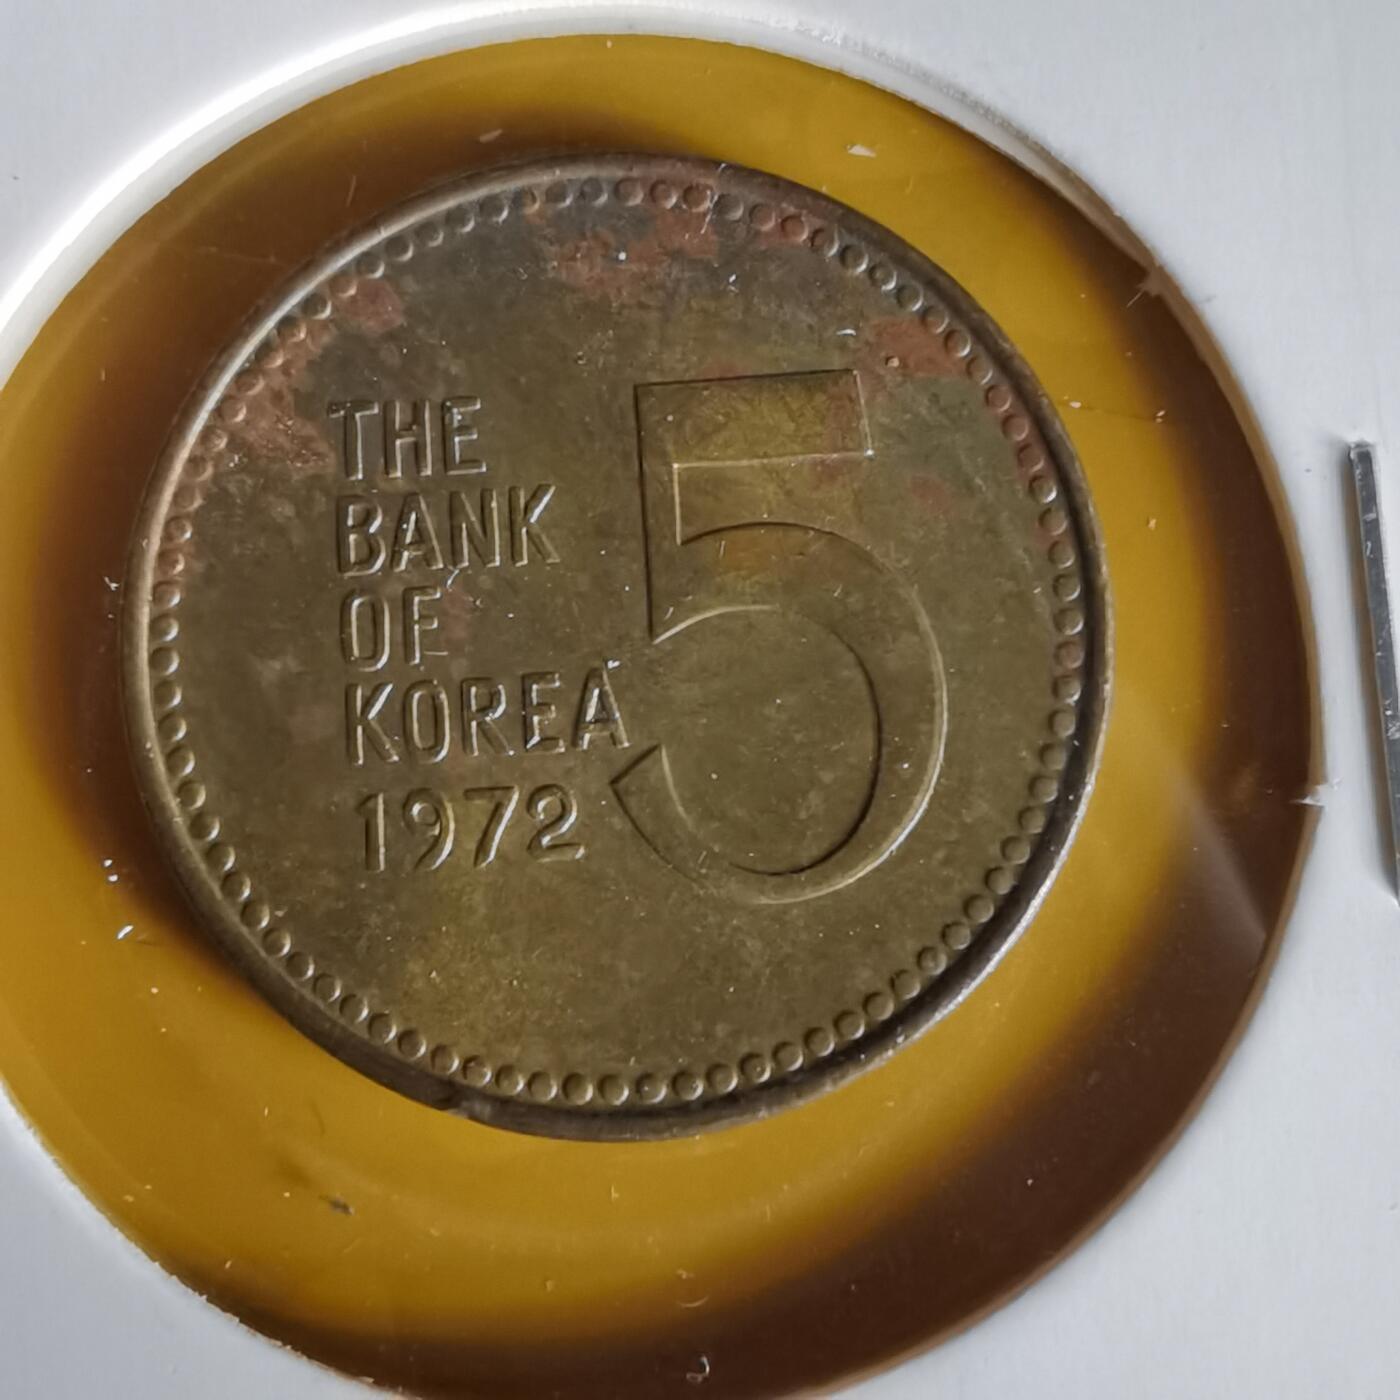 THE
BANK
OF
KOREA
1972
5